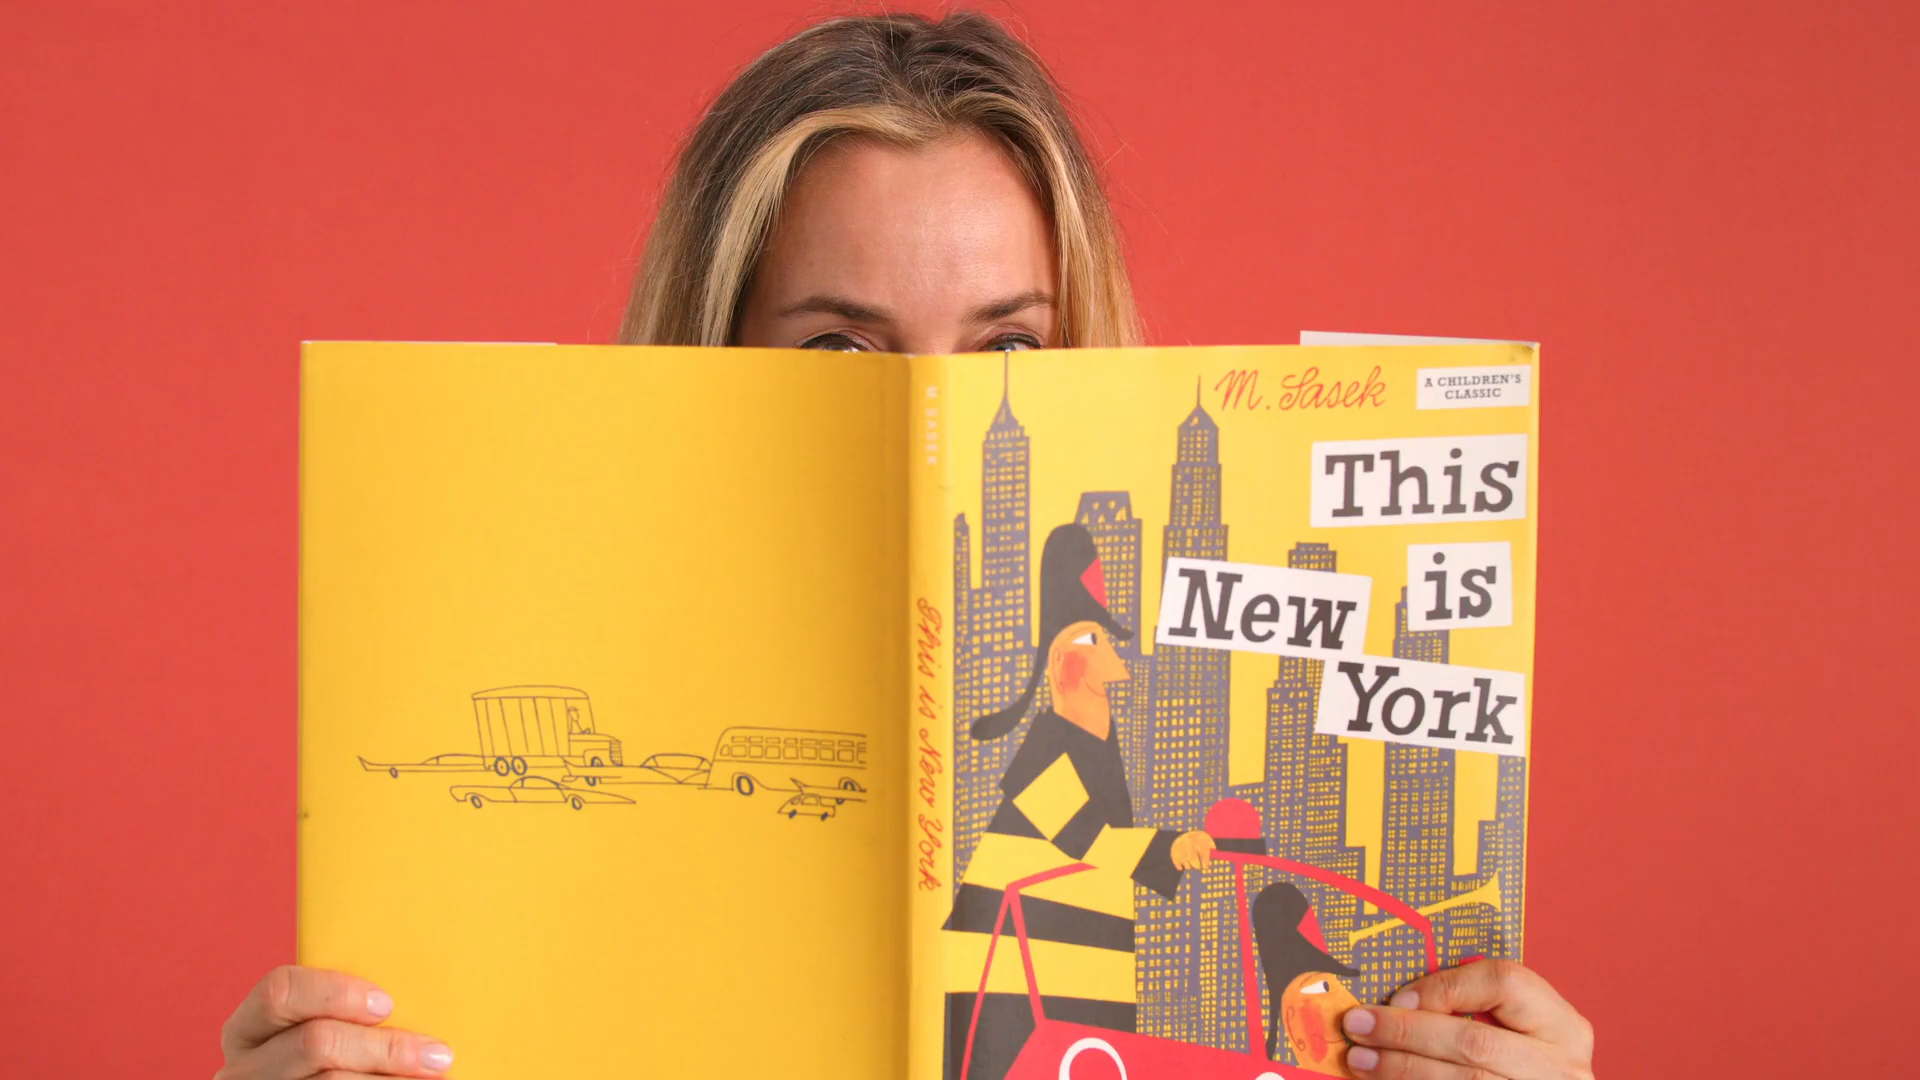 M. SASEK
This is New York
M. Sasek
A CHILDREN'S
CLASSIC
This
is
New
York